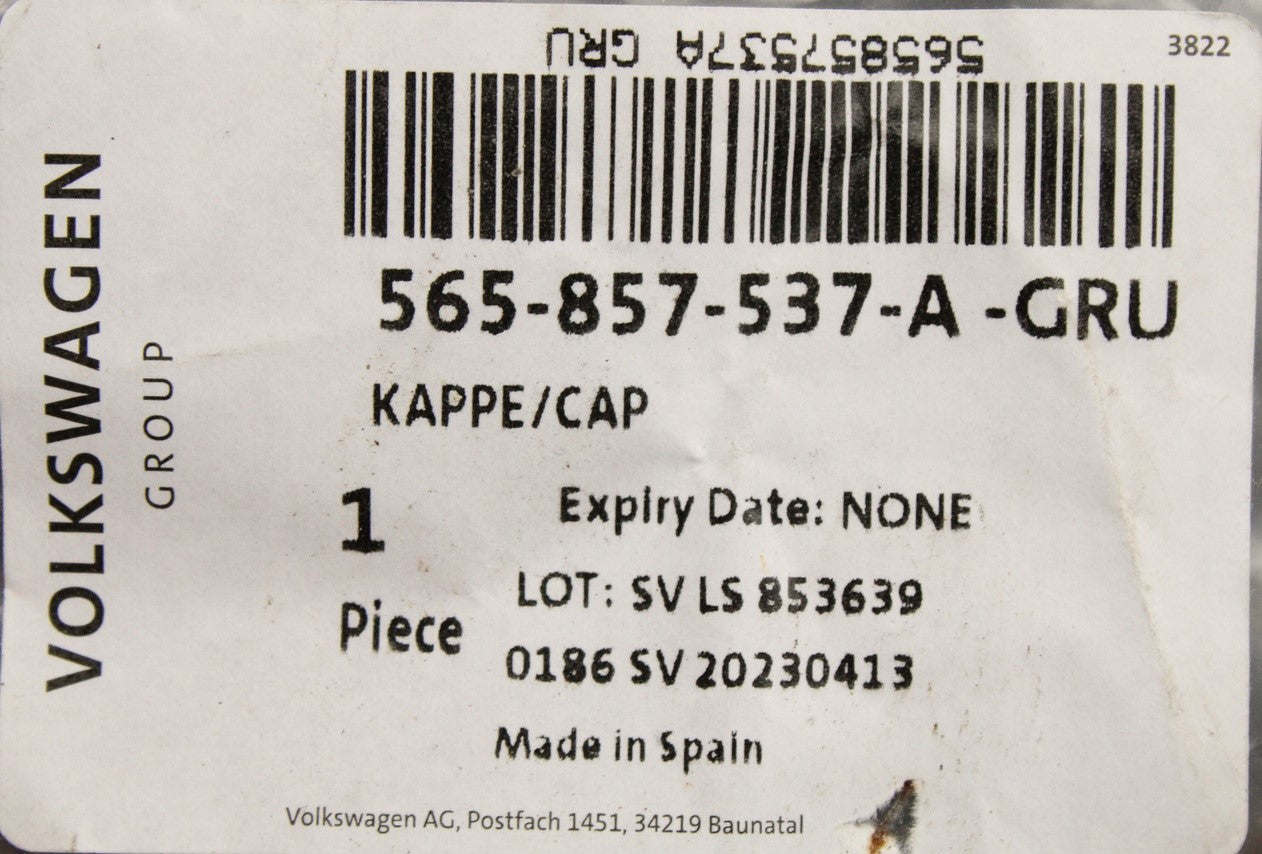 3822
565857537A GRU
565-857-537-A -GRU
KAPPE/CAP
1
Piece
Expiry Date: NONE
LOT: SV LS 853639
0186 SV 20230413
Made in Spain
Volkswagen AG, Postfach 1451, 34219 Baunatal
VOLKSWAGEN
GROUP